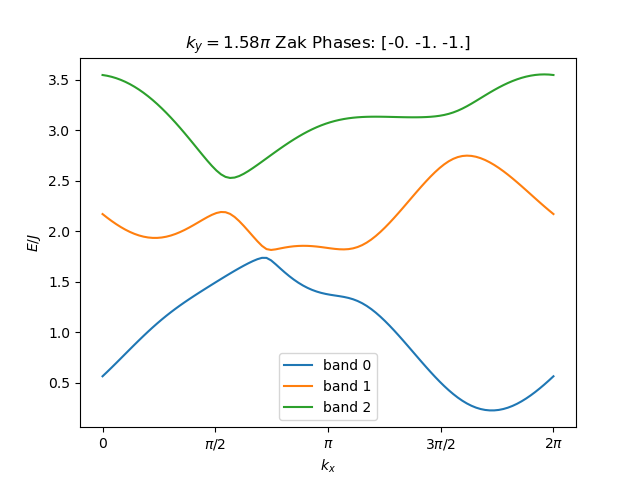 k_y = 1.58π Zak Phases: [-0. -1. -1.]
E/J
3.5
3.0
2.5
2.0
1.5
1.0
0.5
band 0
band 1
band 2
0 π/2 π 3π/2 2π
k_x